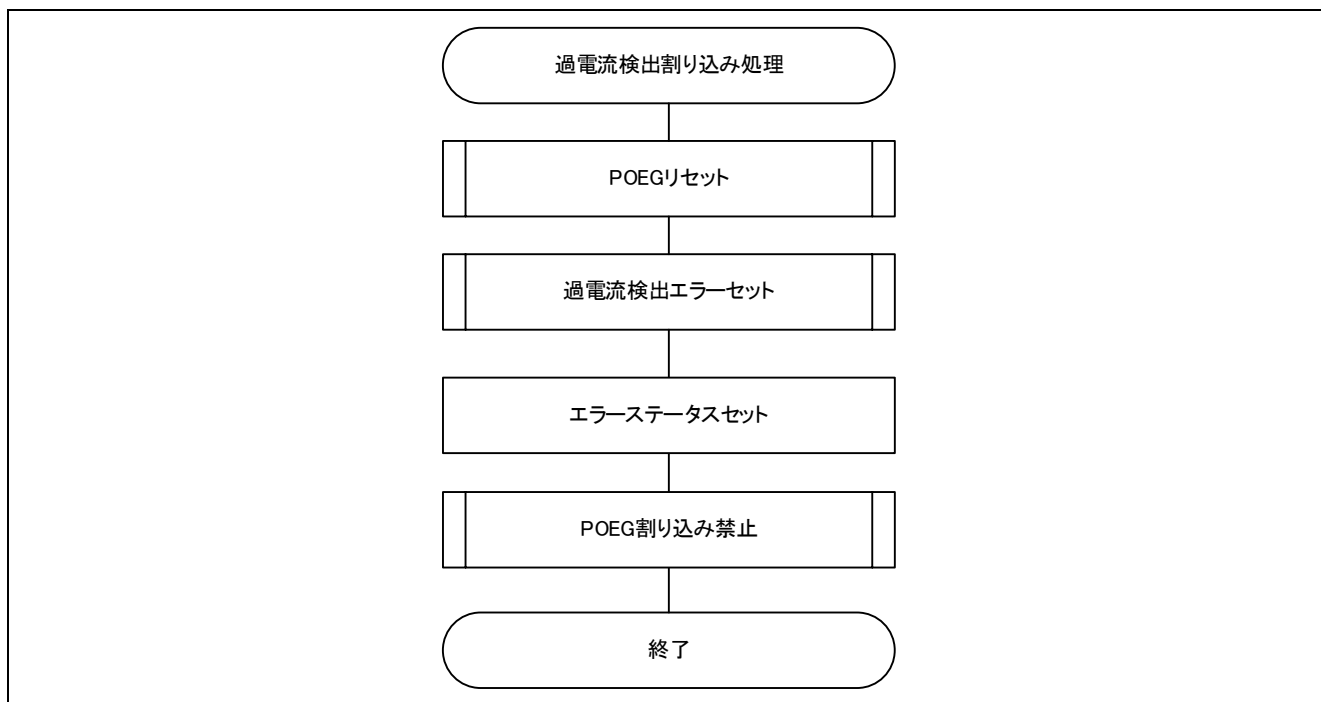 過電流検出割り込み処理
POEGリセット
過電流検出エラーセット
エラーステータスセット
POEG割り込み禁止
終了